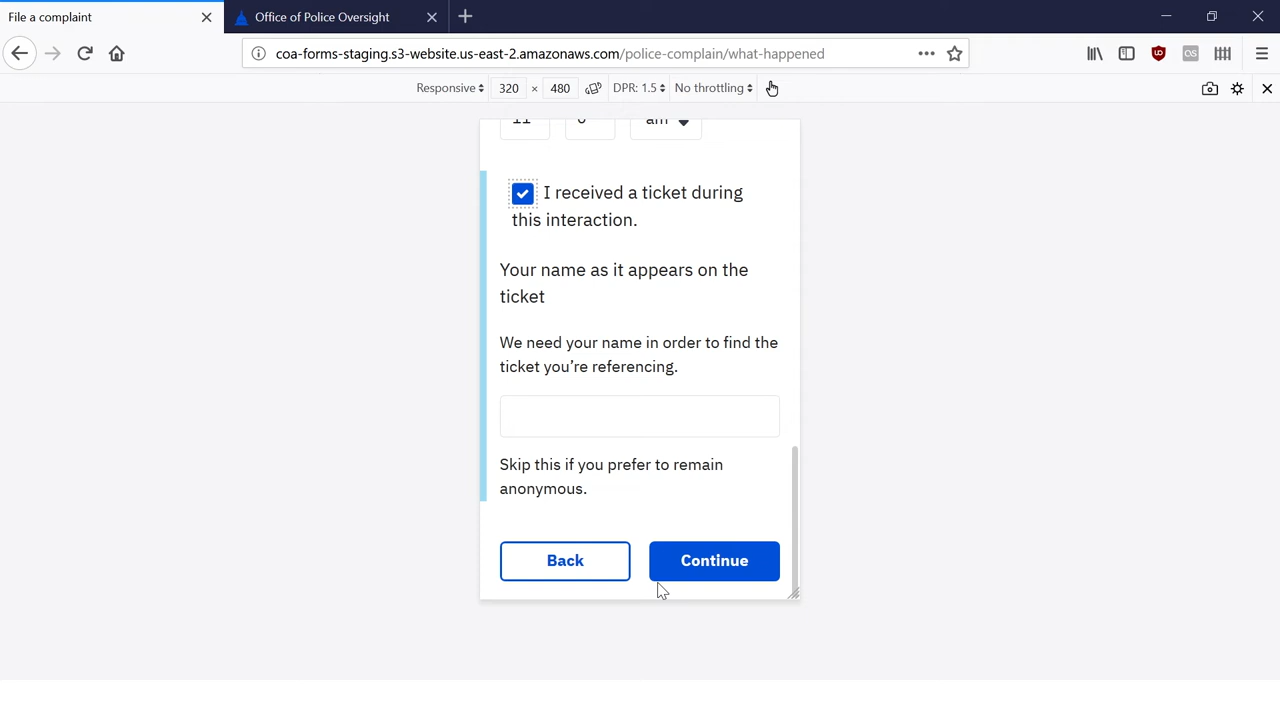 File a complaint
Office of Police Oversight
coa-forms-staging.s3-website.us-east-2.amazonaws.com/police-complain/what-happened
Responsive 320 × 480 DPR: 1.5 No throttling
am
I received a ticket during
this interaction.
Your name as it appears on the
ticket
We need your name in order to find the
ticket you’re referencing.
Skip this if you prefer to remain
anonymous.
Back
Continue